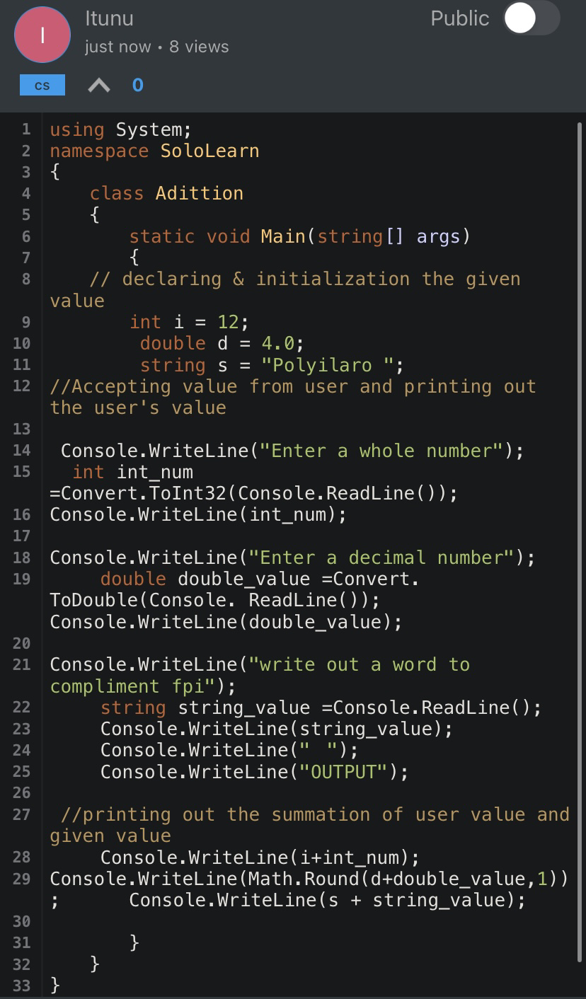 I
Itunu
Public
just now • 8 views
cs
0
1 using System;
2 namespace SoloLearn
3 {
4 class Adittion
5 {
6 static void Main(string[] args)
7 {
8 // declaring & initialization the given
value
9 int i = 12;
10 double d = 4.0;
11 string s = "Polyilaro ";
12 //Accepting value from user and printing out
the user's value
13
14 Console.WriteLine("Enter a whole number");
15 int int_num
=Convert.ToInt32(Console.ReadLine());
16 Console.WriteLine(int_num);
17
18 Console.WriteLine("Enter a decimal number");
19 double double_value =Convert.
ToDouble(Console. ReadLine());
Console.WriteLine(double_value);
20
21 Console.WriteLine("write out a word to
compliment fpi");
22 string string_value =Console.ReadLine();
23 Console.WriteLine(string_value);
24 Console.WriteLine("  ");
25 Console.WriteLine("OUTPUT");
26
27 //printing out the summation of user value and
given value
28 Console.WriteLine(i+int_num);
29 Console.WriteLine(Math.Round(d+double_value,1))
; Console.WriteLine(s + string_value);
30
31 }
32 }
33 }